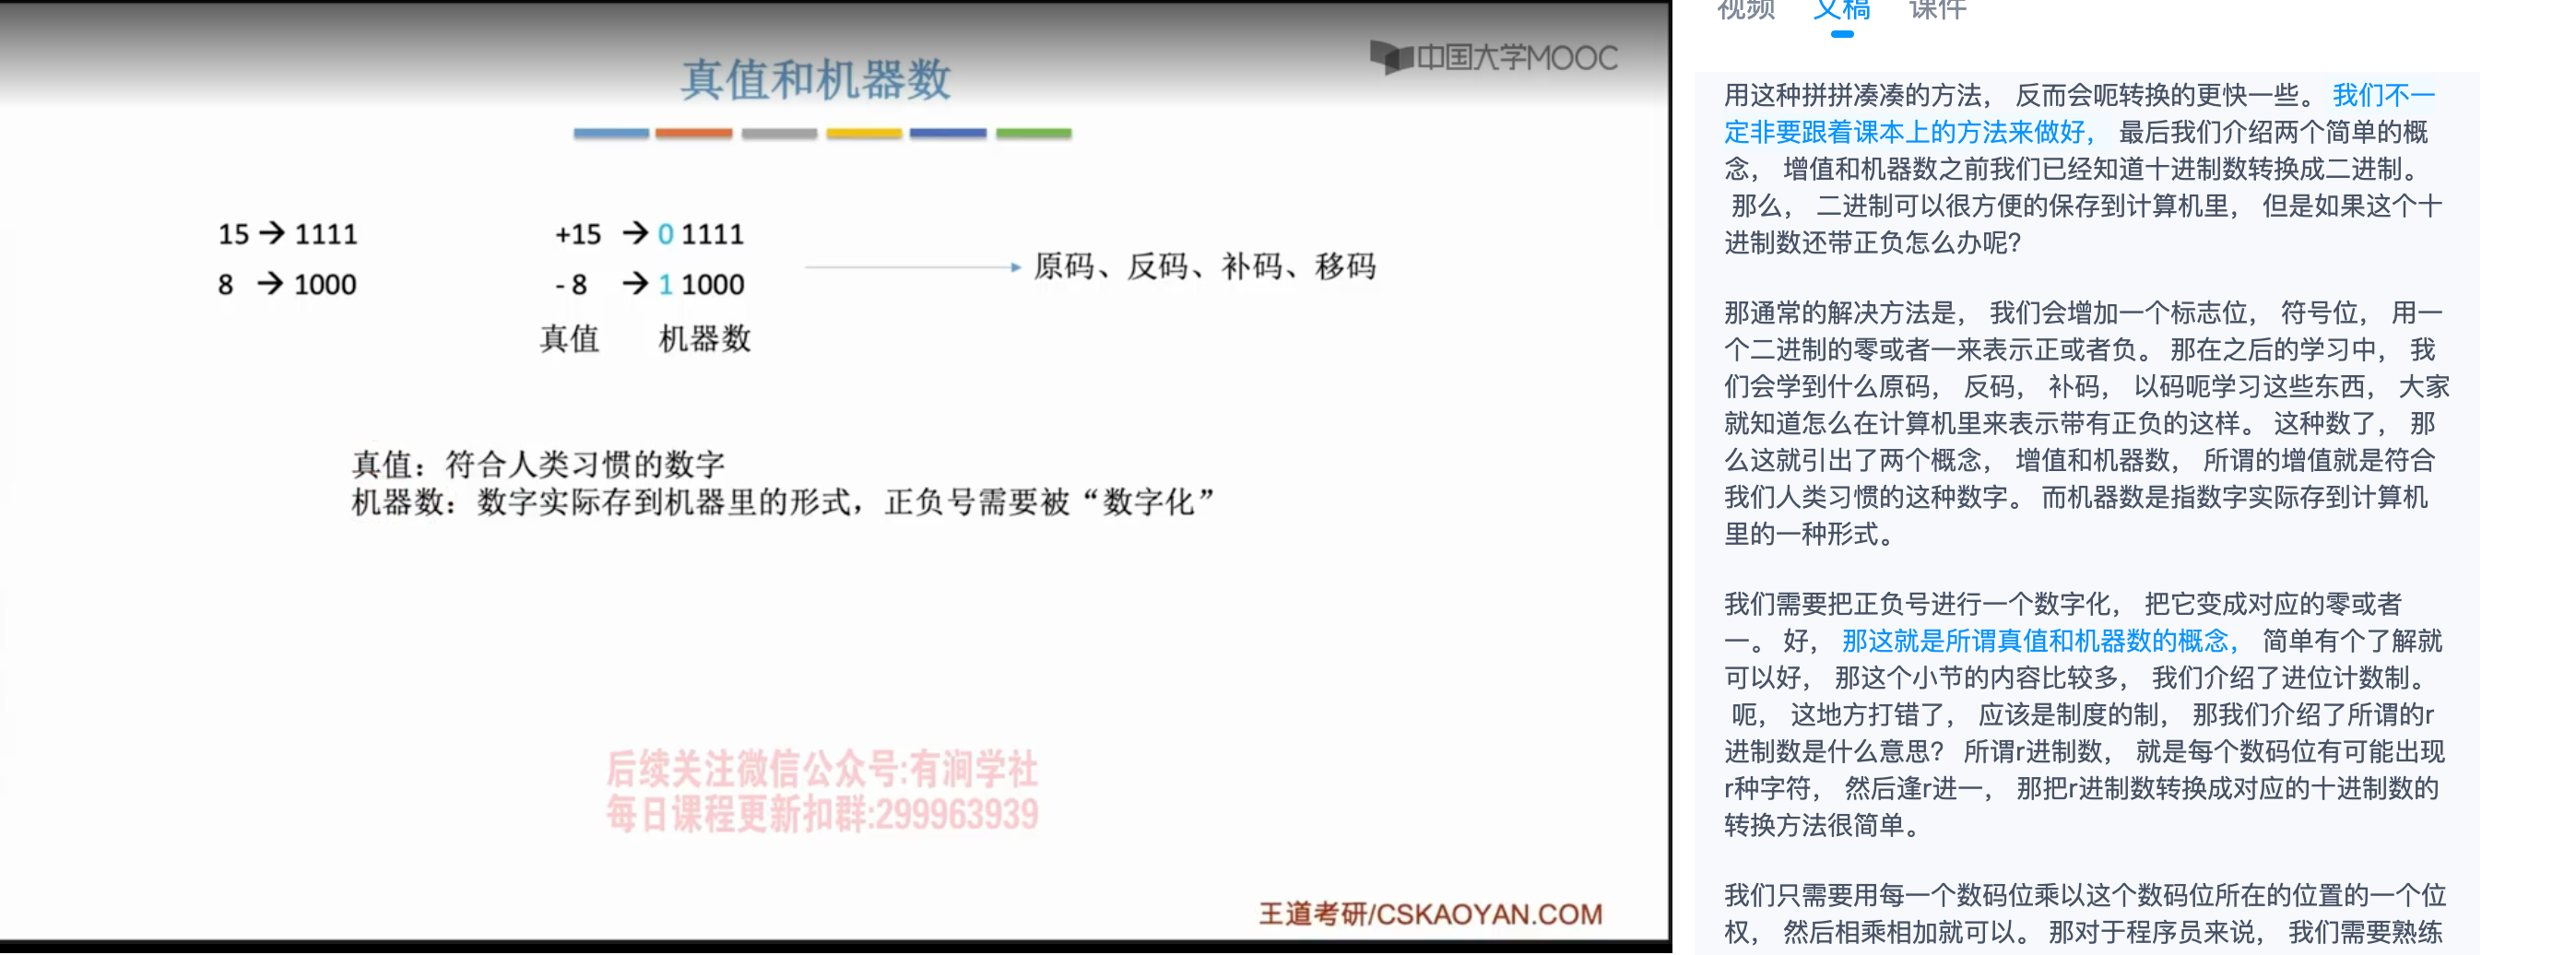 真值和机器数
中国大学MOOC
15 → 1111
8 → 1000
+15 → 0 1111
- 8 → 1 1000
真值 机器数
原码、反码、补码、移码
真值：符合人类习惯的数字
机器数：数字实际存到机器里的形式，正负号需要被“数字化”
后续关注微信公众号:有涧学社
每日课程更新扣群:299963939
王道考研/CSKAOYAN.COM
视频 文稿 课件
用这种拼拼凑凑的方法， 反而会呃转换的更快一些。 我们不一
定非要跟着课本上的方法来做好， 最后我们介绍两个简单的概
念， 增值和机器数之前我们已经知道十进制数转换成二进制。
那么， 二进制可以很方便的保存到计算机里， 但是如果这个十
进制数还带正负怎么办呢?
那通常的解决方法是， 我们会增加一个标志位， 符号位， 用一
个二进制的零或者一来表示正或者负。 那在之后的学习中， 我
们会学到什么原码， 反码， 补码， 以码呃学习这些东西， 大家
就知道怎么在计算机里来表示带有正负的这样。 这种数了， 那
么这就引出了两个概念， 增值和机器数， 所谓的增值就是符合
我们人类习惯的这种数字。 而机器数是指数字实际存到计算机
里的一种形式。
我们需要把正负号进行一个数字化， 把它变成对应的零或者
一。 好， 那这就是所谓真值和机器数的概念， 简单有个了解就
可以好， 那这个小节的内容比较多， 我们介绍了进位计数制。
呃， 这地方打错了， 应该是制度的制， 那我们介绍了所谓的r
进制数是什么意思? 所谓r进制数， 就是每个数码位有可能出现
r种字符， 然后逢r进一， 那把r进制数转换成对应的十进制数的
转换方法很简单。
我们只需要用每一个数码位乘以这个数码位所在的位置的一个位
权， 然后相乘相加就可以。 那对于程序员来说， 我们需要熟练